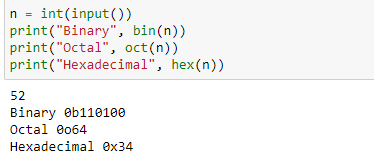 n = int(input())
print("Binary", bin(n))
print("Octal", oct(n))
print("Hexadecimal", hex(n))
52
Binary 0b110100
Octal 0o64
Hexadecimal 0x34